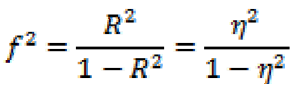 f² = R² / (1 − R²) = η² / (1 − η²)